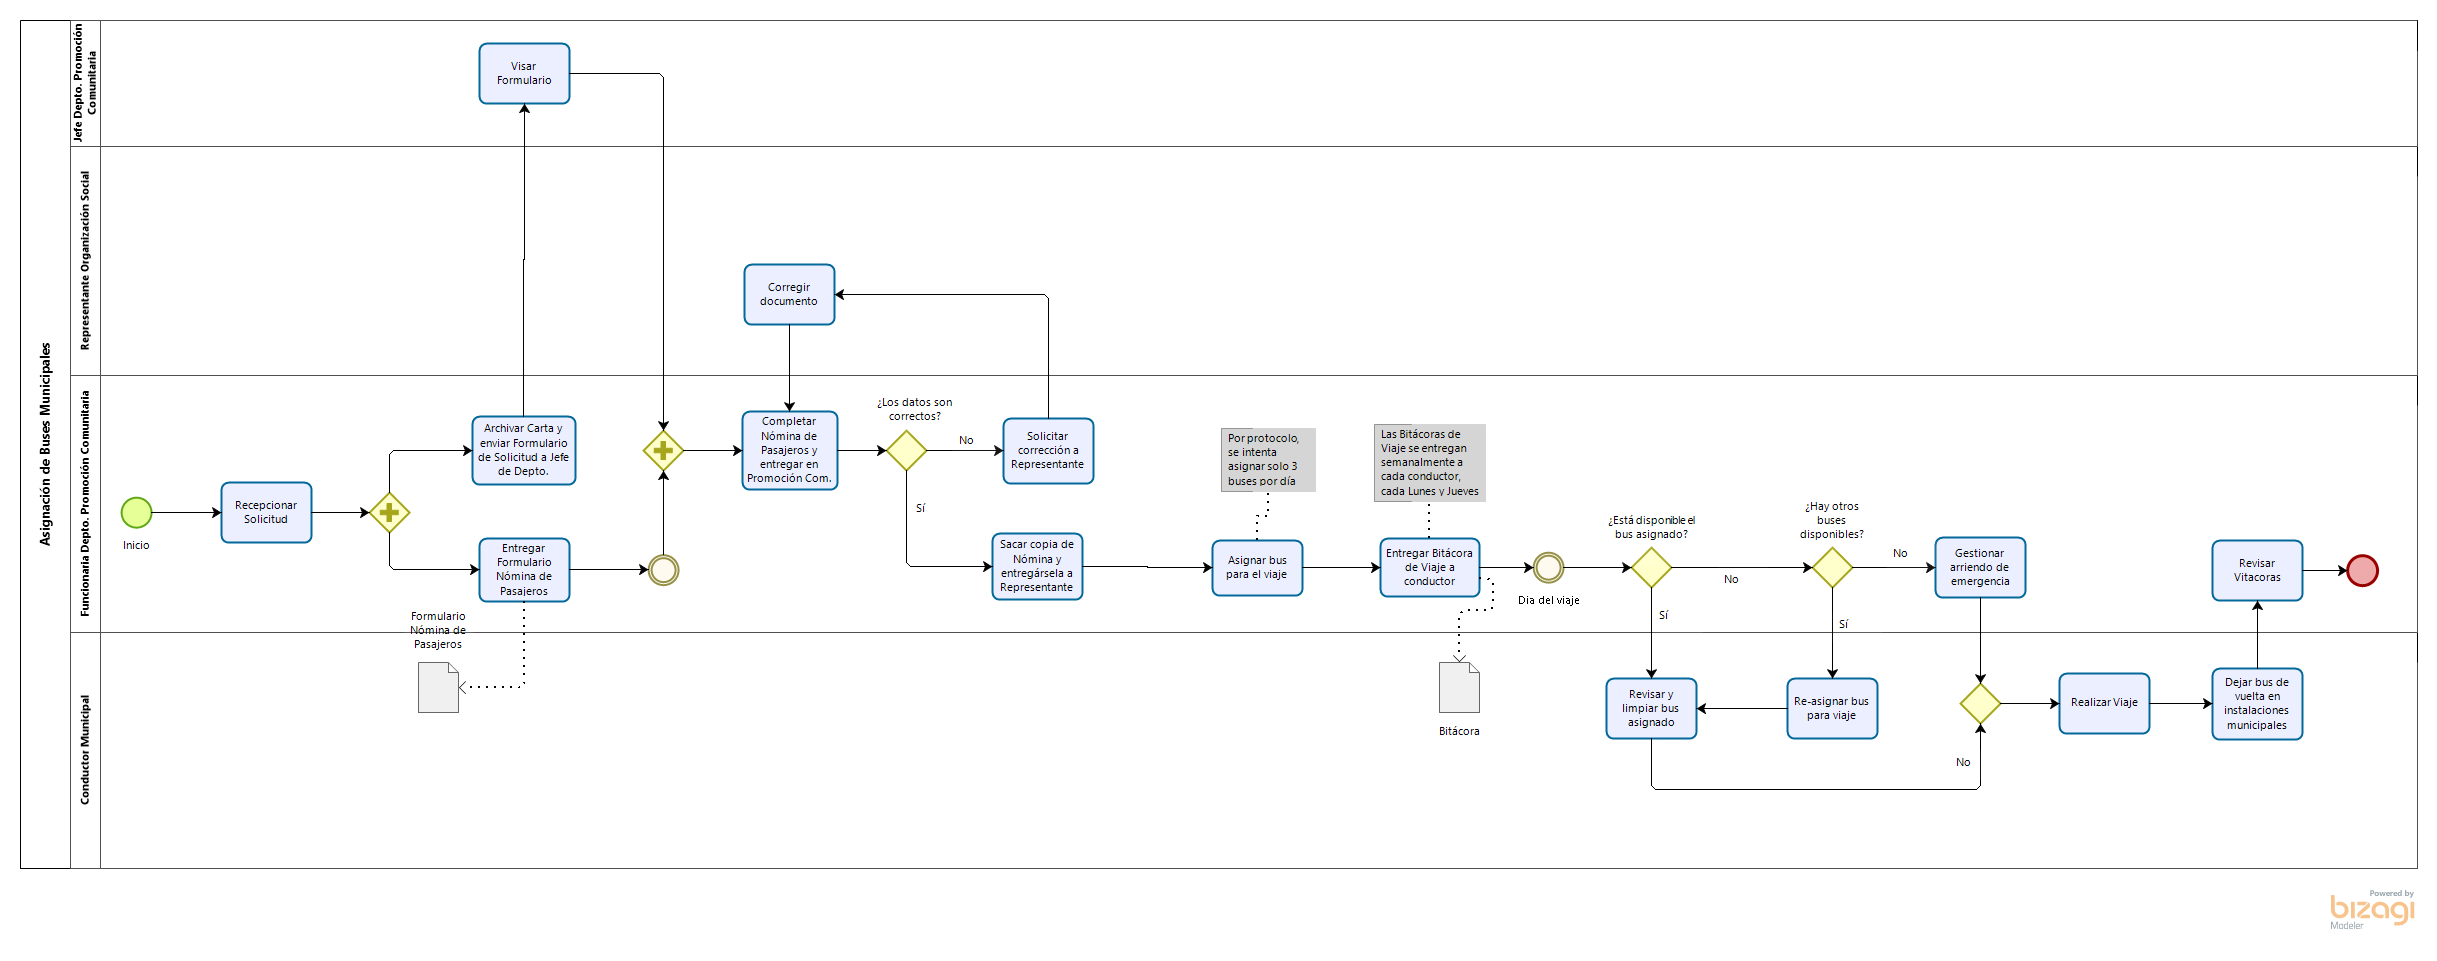 Asignación de Buses Municipales
Jefe Depto. Promoción
Comunitaria
Visar
Formulario
Representante Organización Social
Corregir
documento
Funcionaria Depto. Promoción Comunitaria
Inicio
Recepcionar
Solicitud
Archivar Carta y
enviar Formulario
de Solicitud a Jefe
de Depto.
Entregar
Formulario
Nómina de
Pasajeros
Formulario
Nómina de
Pasajeros
Completar
Nómina de
Pasajeros y
entregar en
Promoción Com.
¿Los datos son
correctos?
No
Sí
Solicitar
corrección a
Representante
Sacar copia de
Nómina y
entregársela a
Representante
Por protocolo,
se intenta
asignar solo 3
buses por día
Asignar bus
para el viaje
Las Bitácoras de
Viaje se entregan
semanalmente a
cada conductor,
cada Lunes y Jueves
Entregar Bitácora
de Viaje a
conductor
Dia del viaje
¿Está disponible el
bus asignado?
No
Sí
¿Hay otros
buses
disponibles?
No
Sí
Gestionar
arriendo de
emergencia
Revisar
Vitacoras
Conductor Municipal
Bitácora
Revisar y
limpiar bus
asignado
Re-asignar bus
para viaje
No
Realizar Viaje
Dejar bus de
vuelta en
instalaciones
municipales
Powered by
bizagi
Modeler